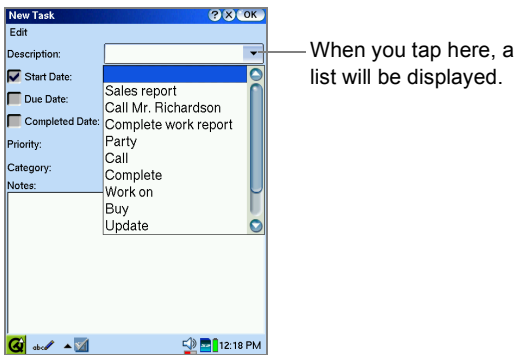 New Task ? X OK
Edit
Description:
When you tap here, a
list will be displayed.
Start Date:
Due Date:
Completed Date:
Priority:
Category:
Notes:
Sales report
Call Mr. Richardson
Complete work report
Party
Call
Complete
Work on
Buy
Update
abc
12:18 PM